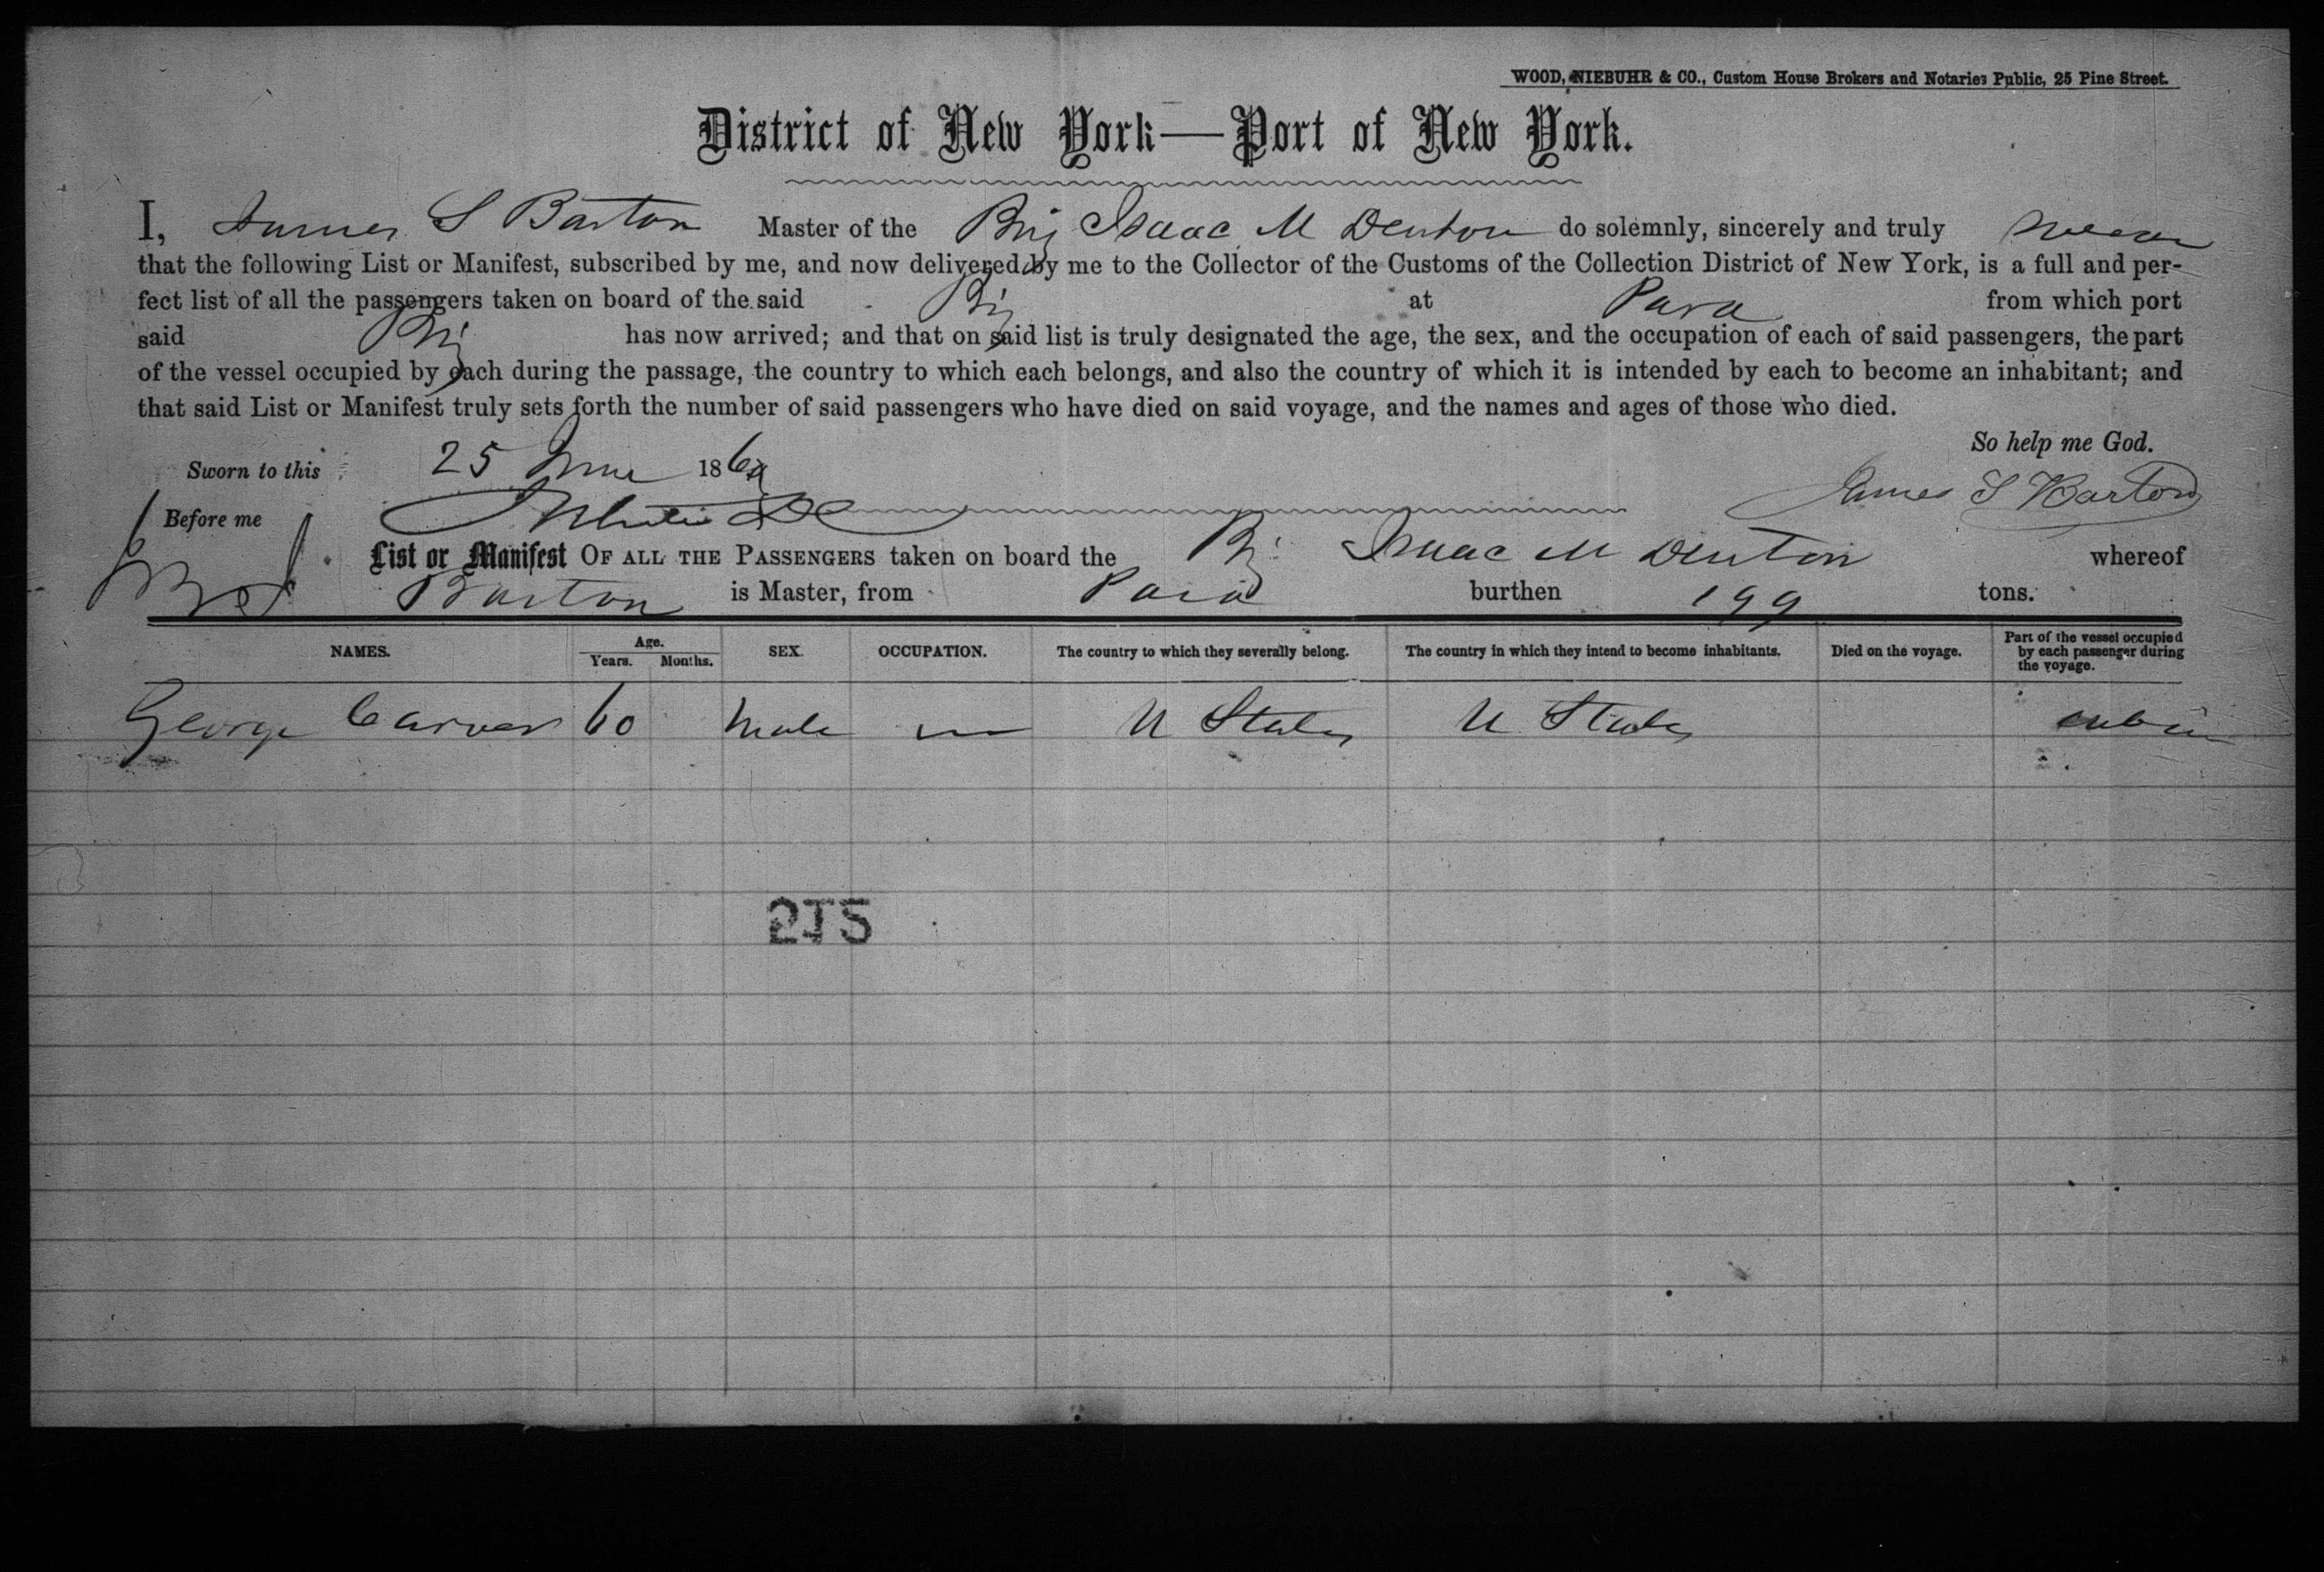 WOOD, NIEBUHR & CO., Custom House Brokers and Notaries Public, 25 Pine Street.
District of New York—Port of New York.
I, James S Barton Master of the Brig Isaac M Denton do solemnly, sincerely and truly swear
that the following List or Manifest, subscribed by me, and now delivered by me to the Collector of the Customs of the Collection District of New York, is a full and per-
fect list of all the passengers taken on board of the said Brig at Para from which port
said Brig has now arrived; and that on said list is truly designated the age, the sex, and the occupation of each of said passengers, the part
of the vessel occupied by each during the passage, the country to which each belongs, and also the country of which it is intended by each to become an inhabitant; and
that said List or Manifest truly sets forth the number of said passengers who have died on said voyage, and the names and ages of those who died.
So help me God.
Sworn to this 25 June 186
James S Barton
Before me
List or Manifest OF ALL THE PASSENGERS taken on board the Brig Isaac M Denton whereof
Barton is Master, from Para burthen 199 tons.
NAMES. Age. Years. Months. SEX. OCCUPATION. The country to which they severally belong. The country in which they intend to become inhabitants. Died on the voyage. Part of the vessel occupied by each passenger during the voyage.
George Carver 60 Male — U States U States cabin
215